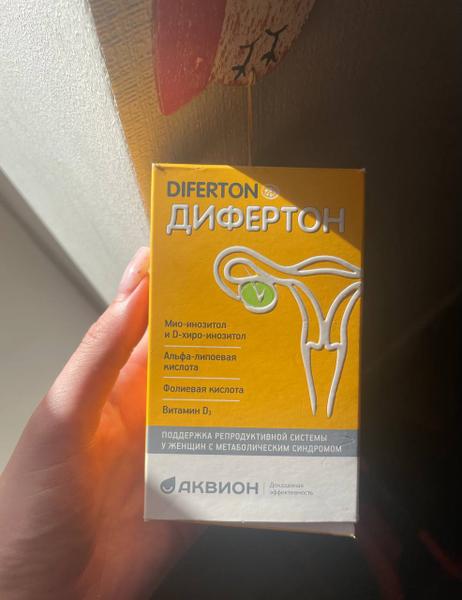 DIFERTON
ДИФЕРТОН
Мио-инозитол
и D-хиро-инозитол
Альфа-липоевая
кислота
Фолиевая кислота
Витамин D₃
ПОДДЕРЖКА РЕПРОДУКТИВНОЙ СИСТЕМЫ
У ЖЕНЩИН С МЕТАБОЛИЧЕСКИМ СИНДРОМОМ
АКВИОН
Доказанная
эффективность